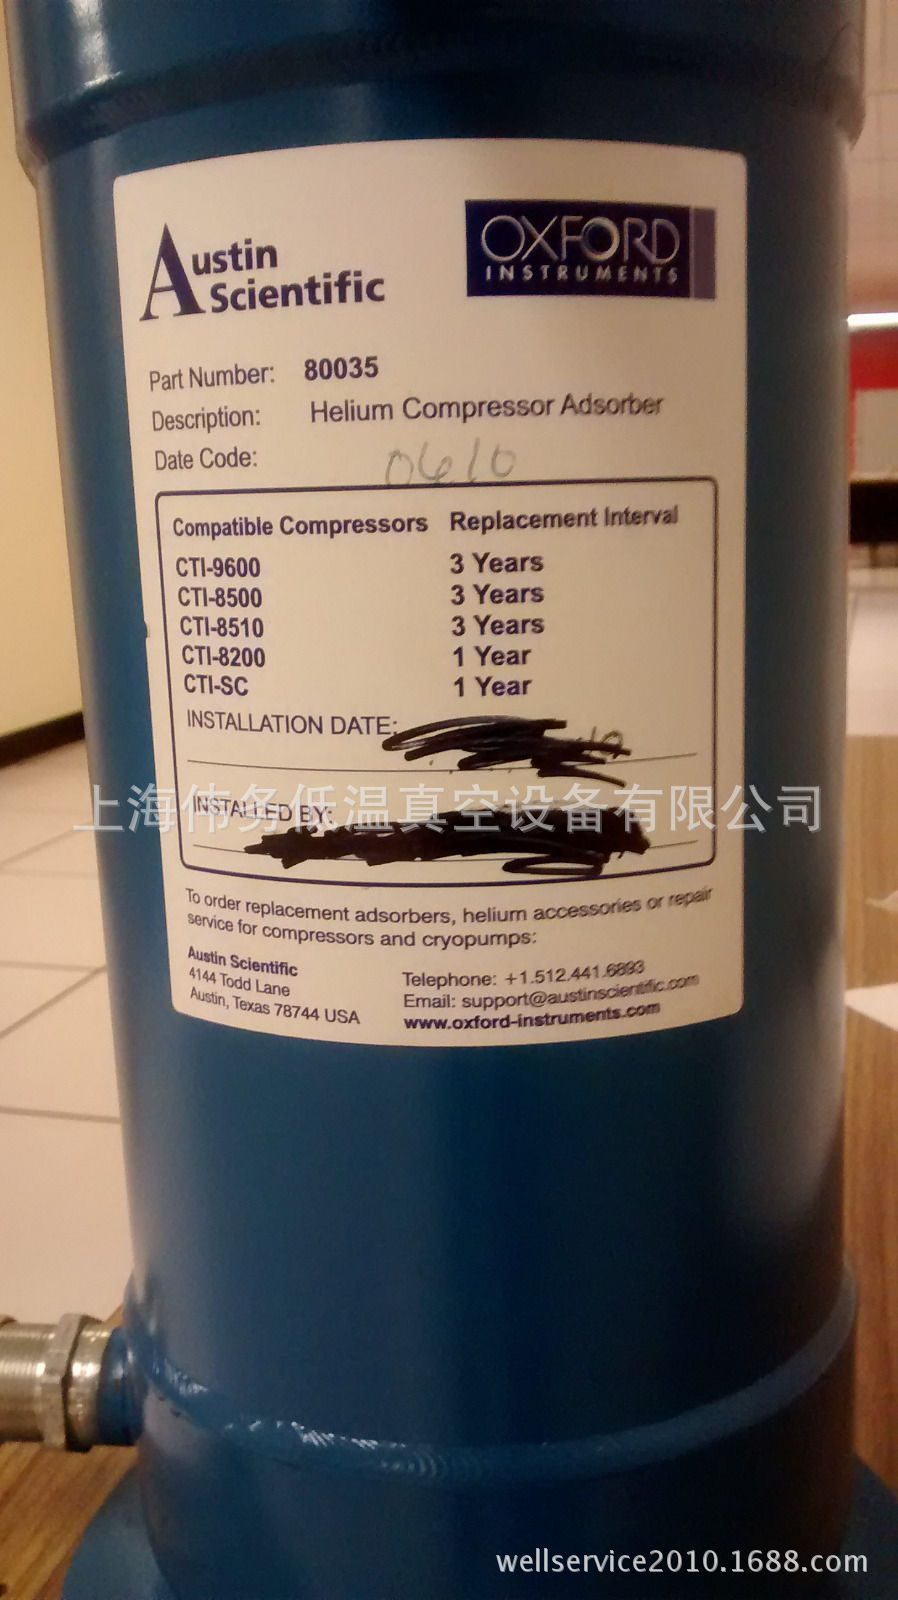 Austin
Scientific
OXFORD
INSTRUMENTS
Part Number: 80035
Description: Helium Compressor Adsorber
Date Code: 0610
Compatible Compressors Replacement Interval
CTI-9600 3 Years
CTI-8500 3 Years
CTI-8510 3 Years
CTI-8200 1 Year
CTI-SC 1 Year
INSTALLATION DATE:
上海伟务低温真空设备有限公司
INSTALLED BY:
To order replacement adsorbers, helium accessories or repair
service for compressors and cryopumps:
Austin Scientific
4144 Todd Lane
Austin, Texas 78744 USA
Telephone: +1.512.441.6893
Email: support@austinscientific.com
www.oxford-instruments.com
wellservice2010.1688.com